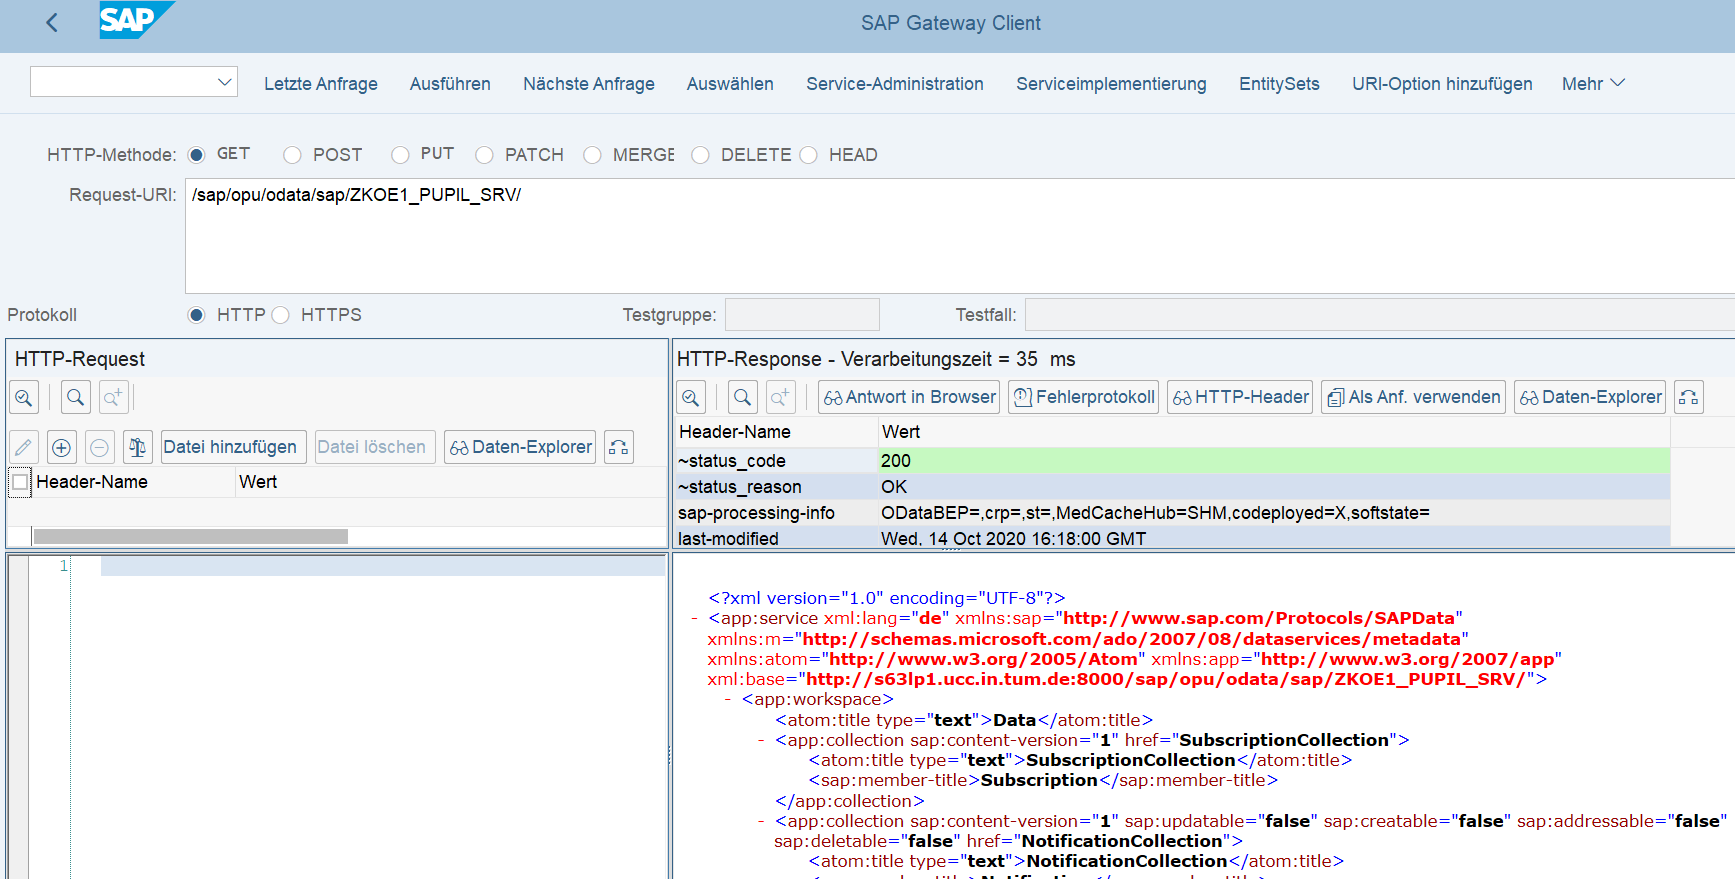 SAP SAP Gateway Client
Letzte Anfrage Ausführen Nächste Anfrage Auswählen Service-Administration Serviceimplementierung EntitySets URI-Option hinzufügen Mehr
HTTP-Methode: GET POST PUT PATCH MERGE DELETE HEAD
Request-URI: /sap/opu/odata/sap/ZKOE1_PUPIL_SRV/
Protokoll HTTP HTTPS Testgruppe: Testfall:
HTTP-Request
Datei hinzufügen Datei löschen Daten-Explorer
Header-Name Wert
1
HTTP-Response - Verarbeitungszeit = 35 ms
Antwort in Browser Fehlerprotokoll HTTP-Header Als Anf. verwenden Daten-Explorer
Header-Name Wert
~status_code 200
~status_reason OK
sap-processing-info ODataBEP=,crp=,st=,MedCacheHub=SHM,codeployed=X,softstate=
last-modified Wed, 14 Oct 2020 16:18:00 GMT
<?xml version="1.0" encoding="UTF-8"?>
- <app:service xml:lang="de" xmlns:sap="http://www.sap.com/Protocols/SAPData"
xmlns:m="http://schemas.microsoft.com/ado/2007/08/dataservices/metadata"
xmlns:atom="http://www.w3.org/2005/Atom" xmlns:app="http://www.w3.org/2007/app"
xml:base="http://s63lp1.ucc.in.tum.de:8000/sap/opu/odata/sap/ZKOE1_PUPIL_SRV/">
- <app:workspace>
<atom:title type="text">Data</atom:title>
- <app:collection sap:content-version="1" href="SubscriptionCollection">
<atom:title type="text">SubscriptionCollection</atom:title>
<sap:member-title>Subscription</sap:member-title>
</app:collection>
- <app:collection sap:content-version="1" sap:updatable="false" sap:creatable="false" sap:addressable="false"
sap:deletable="false" href="NotificationCollection">
<atom:title type="text">NotificationCollection</atom:title>